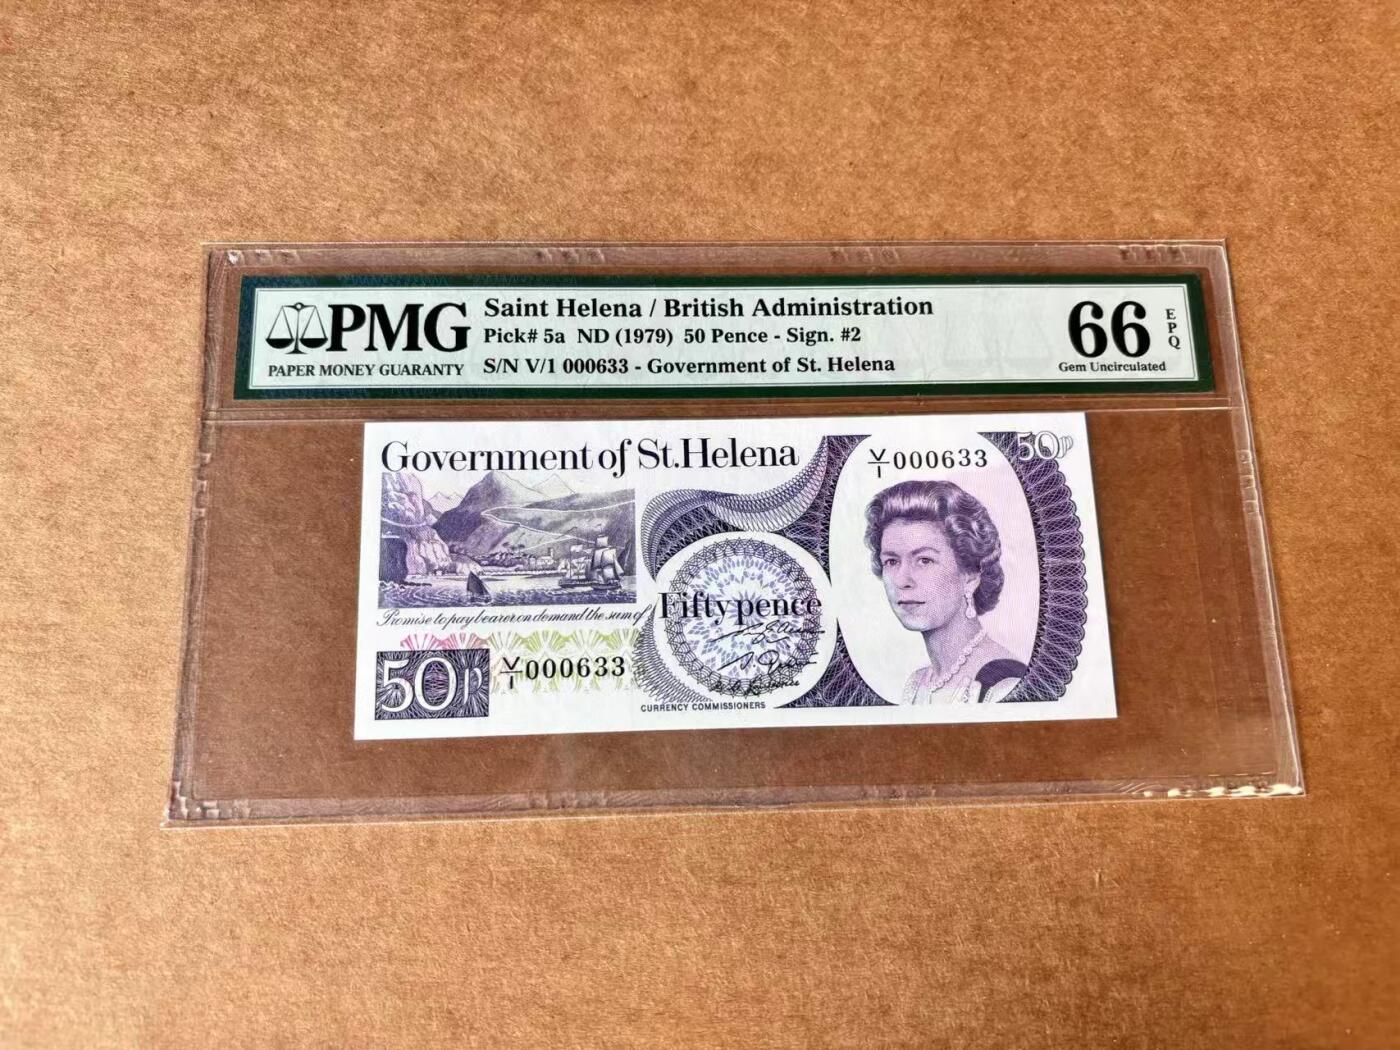 PMG
PAPER MONEY GUARANTY
Saint Helena / British Administration
Pick# 5a ND (1979) 50 Pence - Sign. #2
S/N V/1 000633 - Government of St. Helena
66
EPQ
Gem Uncirculated
Government of St.Helena
V/1 000633
50p
Promise to pay bearer on demand the sum of
Fifty pence
50p
V/1 000633
CURRENCY COMMISSIONERS